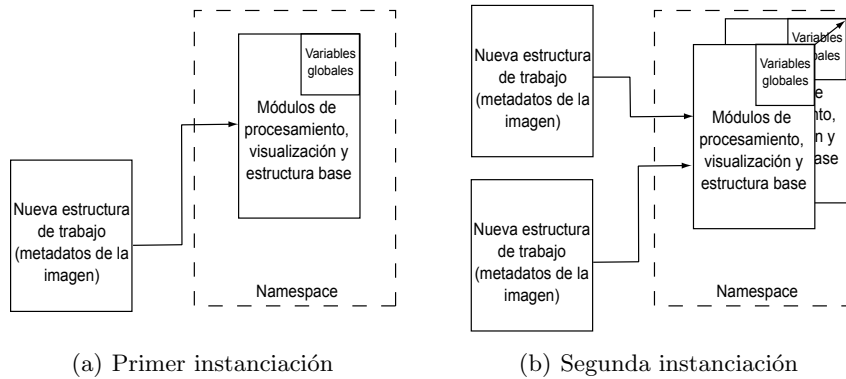 Variables
globales
Módulos de
procesamiento,
visualización y
estructura base
Nueva estructura
de trabajo
(metadatos de la
imagen)
Namespace
(a) Primer instanciación
Nueva estructura
de trabajo
(metadatos de la
imagen)
Nueva estructura
de trabajo
(metadatos de la
imagen)
Variables
Variables
globales
Módulos de
procesamiento,
visualización y
estructura base
Namespace
(b) Segunda instanciación